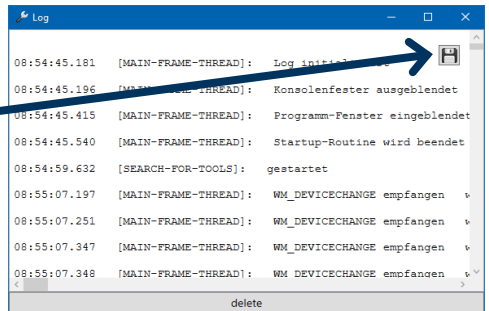 Log
08:54:45.181 [MAIN-FRAME-THREAD]: Log
08:54:45.196 [MAIN-FRAME-THREAD]: Konsolenfester ausgeblendet
08:54:45.415 [MAIN-FRAME-THREAD]: Programm-Fenster eingeblendet
08:54:45.540 [MAIN-FRAME-THREAD]: Startup-Routine wird beendet
08:54:59.632 [SEARCH-FOR-TOOLS]: gestartet
08:55:07.197 [MAIN-FRAME-THREAD]: WM_DEVICECHANGE empfangen
08:55:07.251 [MAIN-FRAME-THREAD]: WM_DEVICECHANGE empfangen
08:55:07.347 [MAIN-FRAME-THREAD]: WM_DEVICECHANGE empfangen
08:55:07.348 [MAIN-FRAME-THREAD]: WM_DEVICECHANGE empfangen
delete